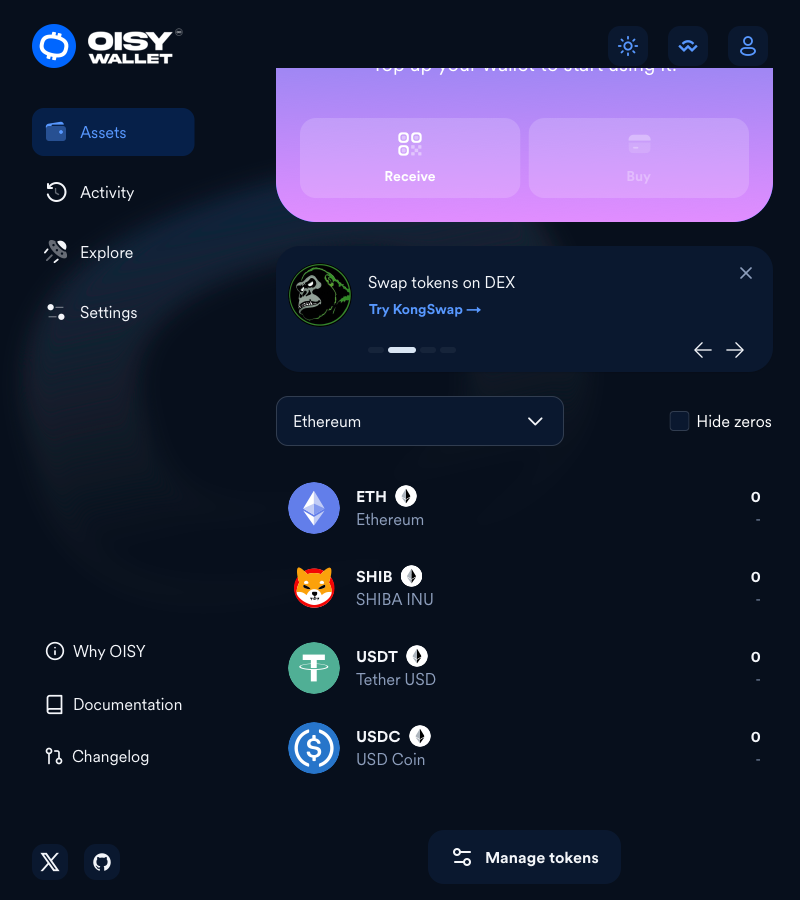 OISY
WALLET
Top up your wallet to start using it!
Receive
Buy
Assets
Activity
Explore
Settings
Swap tokens on DEX
Try KongSwap →
Ethereum
Hide zeros
ETH
0
Ethereum
-
SHIB
0
SHIBA INU
-
USDT
0
Tether USD
-
USDC
0
USD Coin
-
Why OISY
Documentation
Changelog
Manage tokens